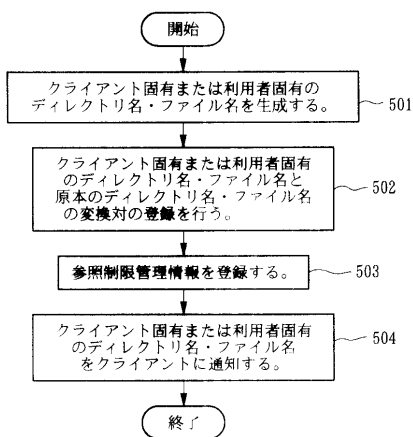 開始
クライアント固有または利用者固有の
ディレクトリ名・ファイル名を生成する。
501
クライアント固有または利用者固有
のディレクトリ名・ファイル名と
原本のディレクトリ名・ファイル名
の変換対の登録を行う。
502
参照制限管理情報を登録する。
503
クライアント固有または利用者固有
のディレクトリ名・ファイル名
をクライアントに通知する。
504
終了